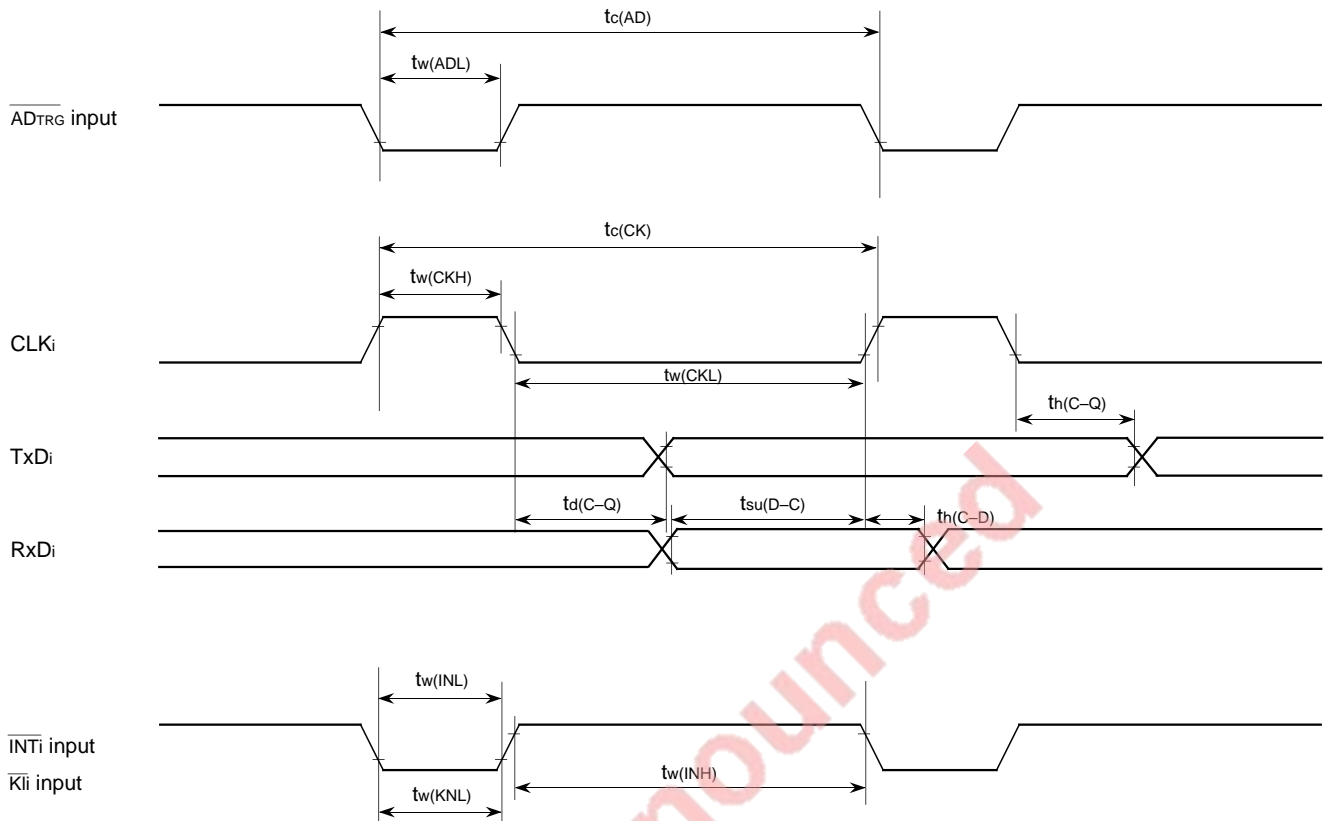 tc(AD)
tw(ADL)
ADTRG input
tc(CK)
tw(CKH)
CLKi
tw(CKL)
th(C–Q)
TxDi
td(C–Q)
tsu(D–C)
th(C–D)
RxDi
tw(INL)
INTi input
KIi input
tw(INH)
tw(KNL)
nounced